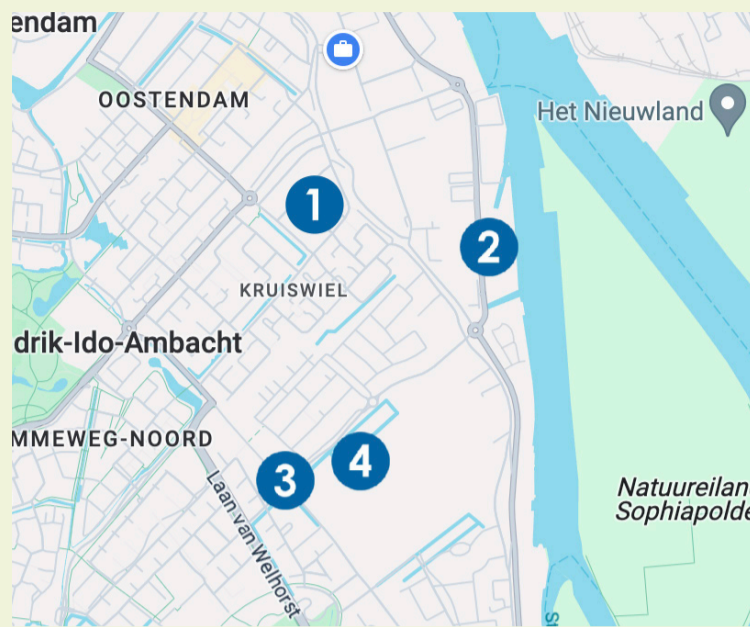 endam
OOSTENDAM
Het Nieuwland
1
2
KRUISWIEL
drik-Ido-Ambacht
MMEWEG-NOORD
3
4
Laan van Welhorst
Natuureilan
Sophiapolde
St